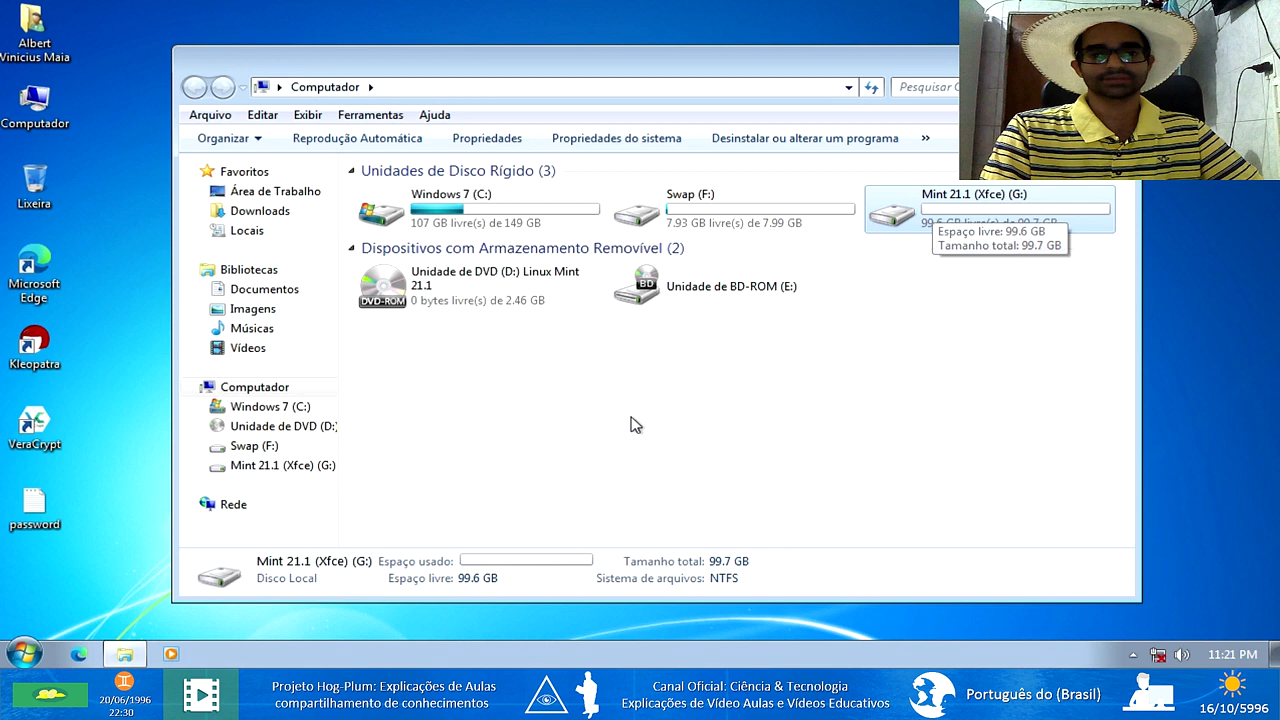 Albert
Vinicius Maia
Computador
Lixeira
Microsoft
Edge
Kleopatra
VeraCrypt
password
Computador
Pesquisar C
Arquivo Editar Exibir Ferramentas Ajuda
Organizar Reprodução Automática Propriedades Propriedades do sistema Desinstalar ou alterar um programa »
Favoritos
Área de Trabalho
Downloads
Locais
Bibliotecas
Documentos
Imagens
Músicas
Vídeos
Computador
Windows 7 (C:)
Unidade de DVD (D:)
Swap (F:)
Mint 21.1 (Xfce) (G:)
Rede
Unidades de Disco Rígido (3)
Windows 7 (C:)
107 GB livre(s) de 149 GB
Swap (F:)
7.93 GB livre(s) de 7.99 GB
Mint 21.1 (Xfce) (G:)
99.6 GB livre(s) de 99.7 GB
Espaço livre: 99.6 GB
Tamanho total: 99.7 GB
Dispositivos com Armazenamento Removível (2)
DVD-ROM
Unidade de DVD (D:) Linux Mint
21.1
0 bytes livre(s) de 2.46 GB
BD
Unidade de BD-ROM (E:)
Mint 21.1 (Xfce) (G:) Espaço usado: Tamanho total: 99.7 GB
Disco Local Espaço livre: 99.6 GB Sistema de arquivos: NTFS
11:21 PM
20/06/1996
22:30
Projeto Hog-Plum: Explicações de Aulas
compartilhamento de conhecimentos
Canal Oficial: Ciência & Tecnologia
Explicações de Vídeo Aulas e Vídeos Educativos
Português do (Brasil)
16/10/5996